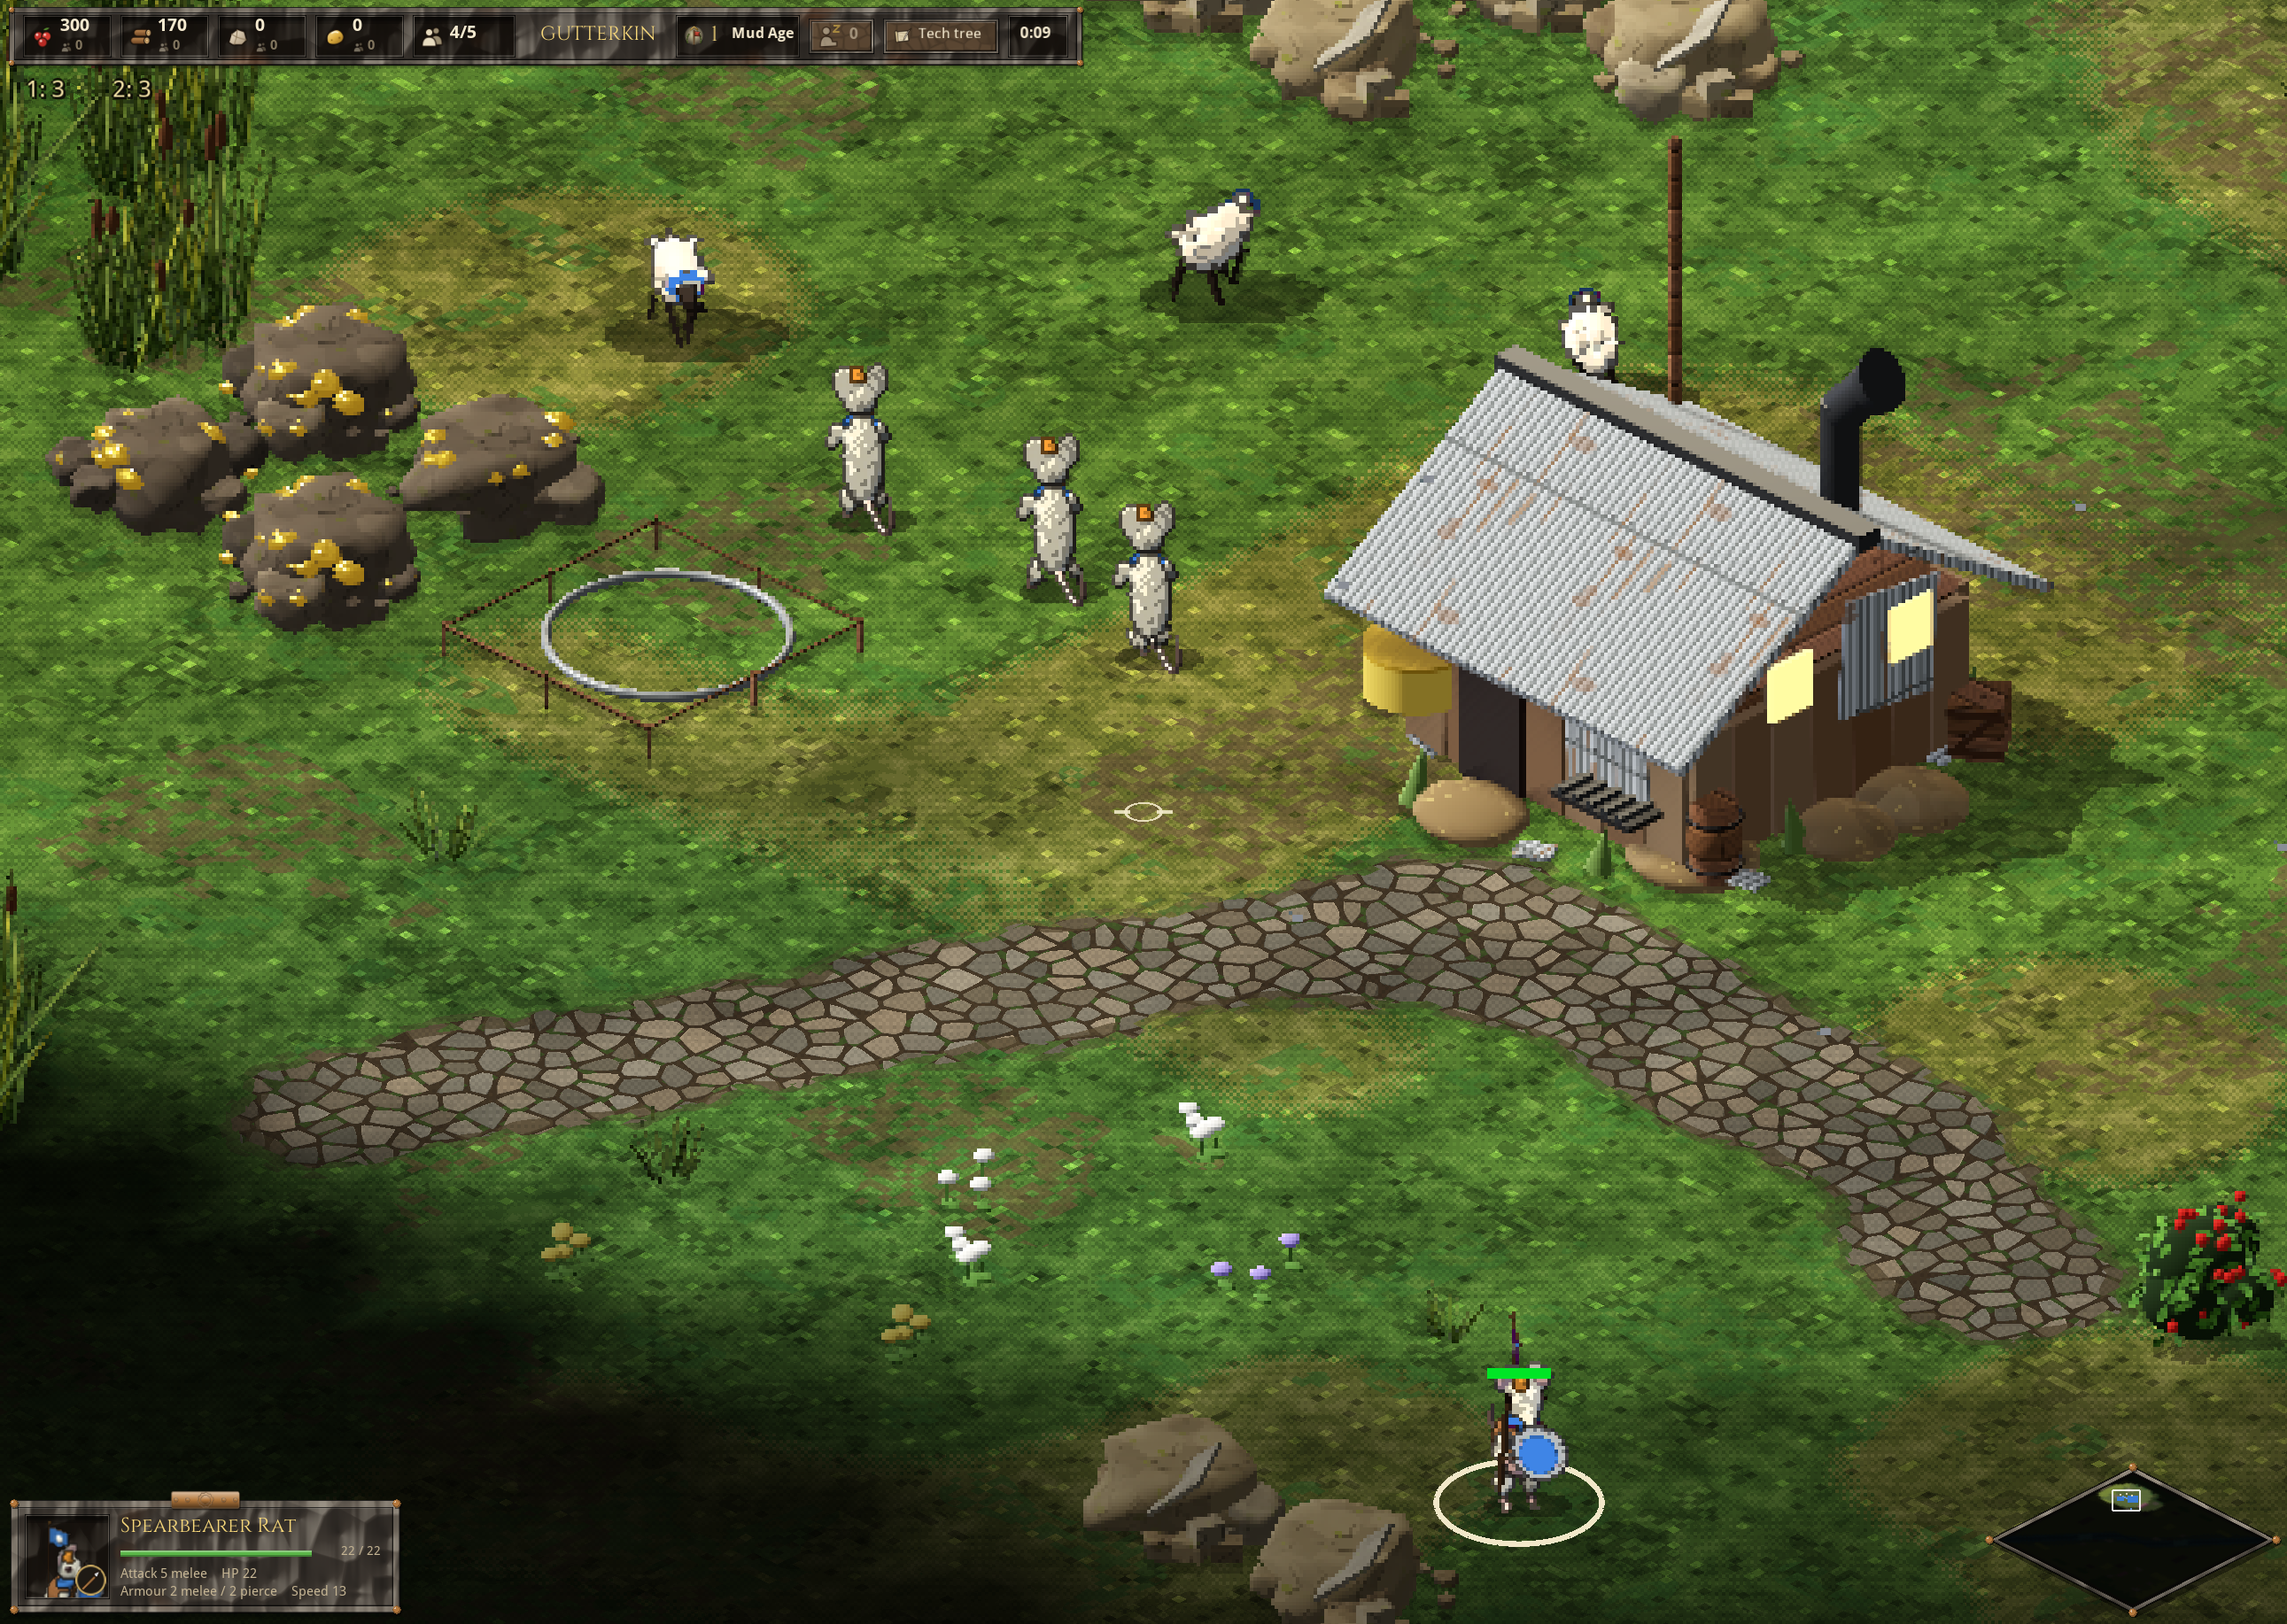 300 170 0 0 4/5 GUTTERKIN 1 Mud Age 0 Tech tree 0:09
0 0 0 0
1: 3 2: 3
SPEARBEARER RAT
22 / 22
Attack 5 melee HP 22
Armour 2 melee / 2 pierce Speed 13